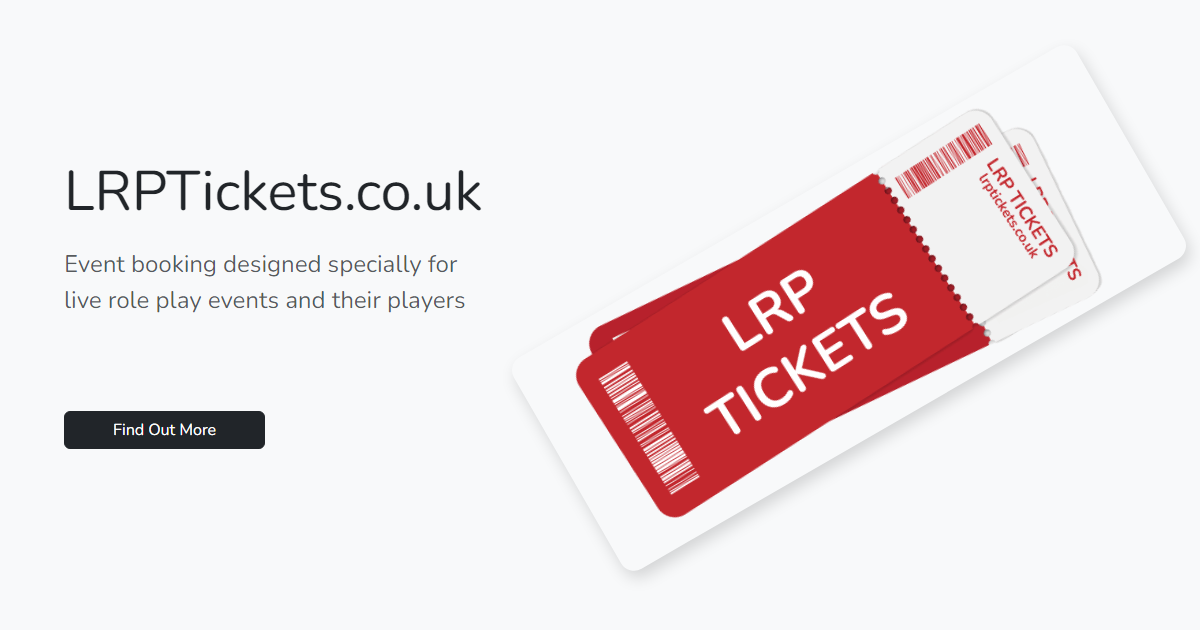 LRPTickets.co.uk
Event booking designed specially for
live role play events and their players
Find Out More
LRP
TICKETS
LRP TICKETS
lrptickets.co.uk
TS